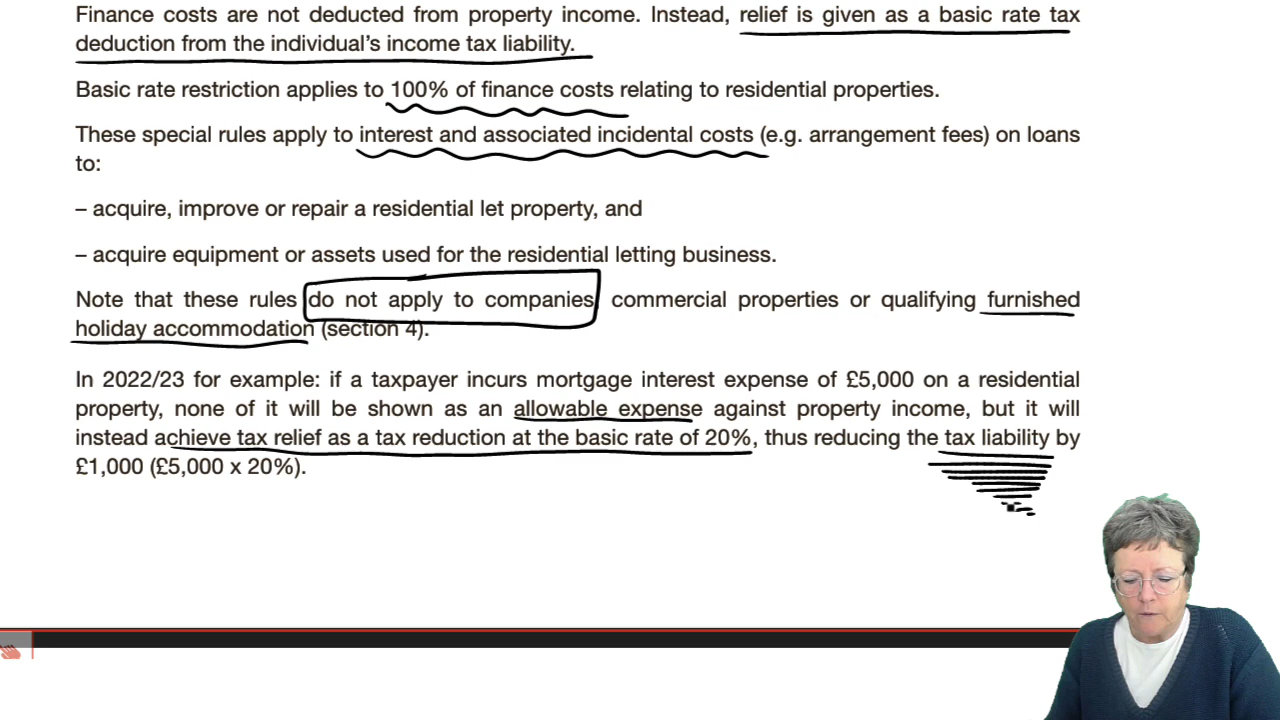 Finance costs are not deducted from property income. Instead, relief is given as a basic rate tax
deduction from the individual's income tax liability.
Basic rate restriction applies to 100% of finance costs relating to residential properties.
These special rules apply to interest and associated incidental costs (e.g. arrangement fees) on loans
to:
– acquire, improve or repair a residential let property, and
– acquire equipment or assets used for the residential letting business.
Note that these rules do not apply to companies, commercial properties or qualifying furnished
holiday accommodation (section 4).
In 2022/23 for example: if a taxpayer incurs mortgage interest expense of £5,000 on a residential
property, none of it will be shown as an allowable expense against property income, but it will
instead achieve tax relief as a tax reduction at the basic rate of 20%, thus reducing the tax liability by
£1,000 (£5,000 x 20%).